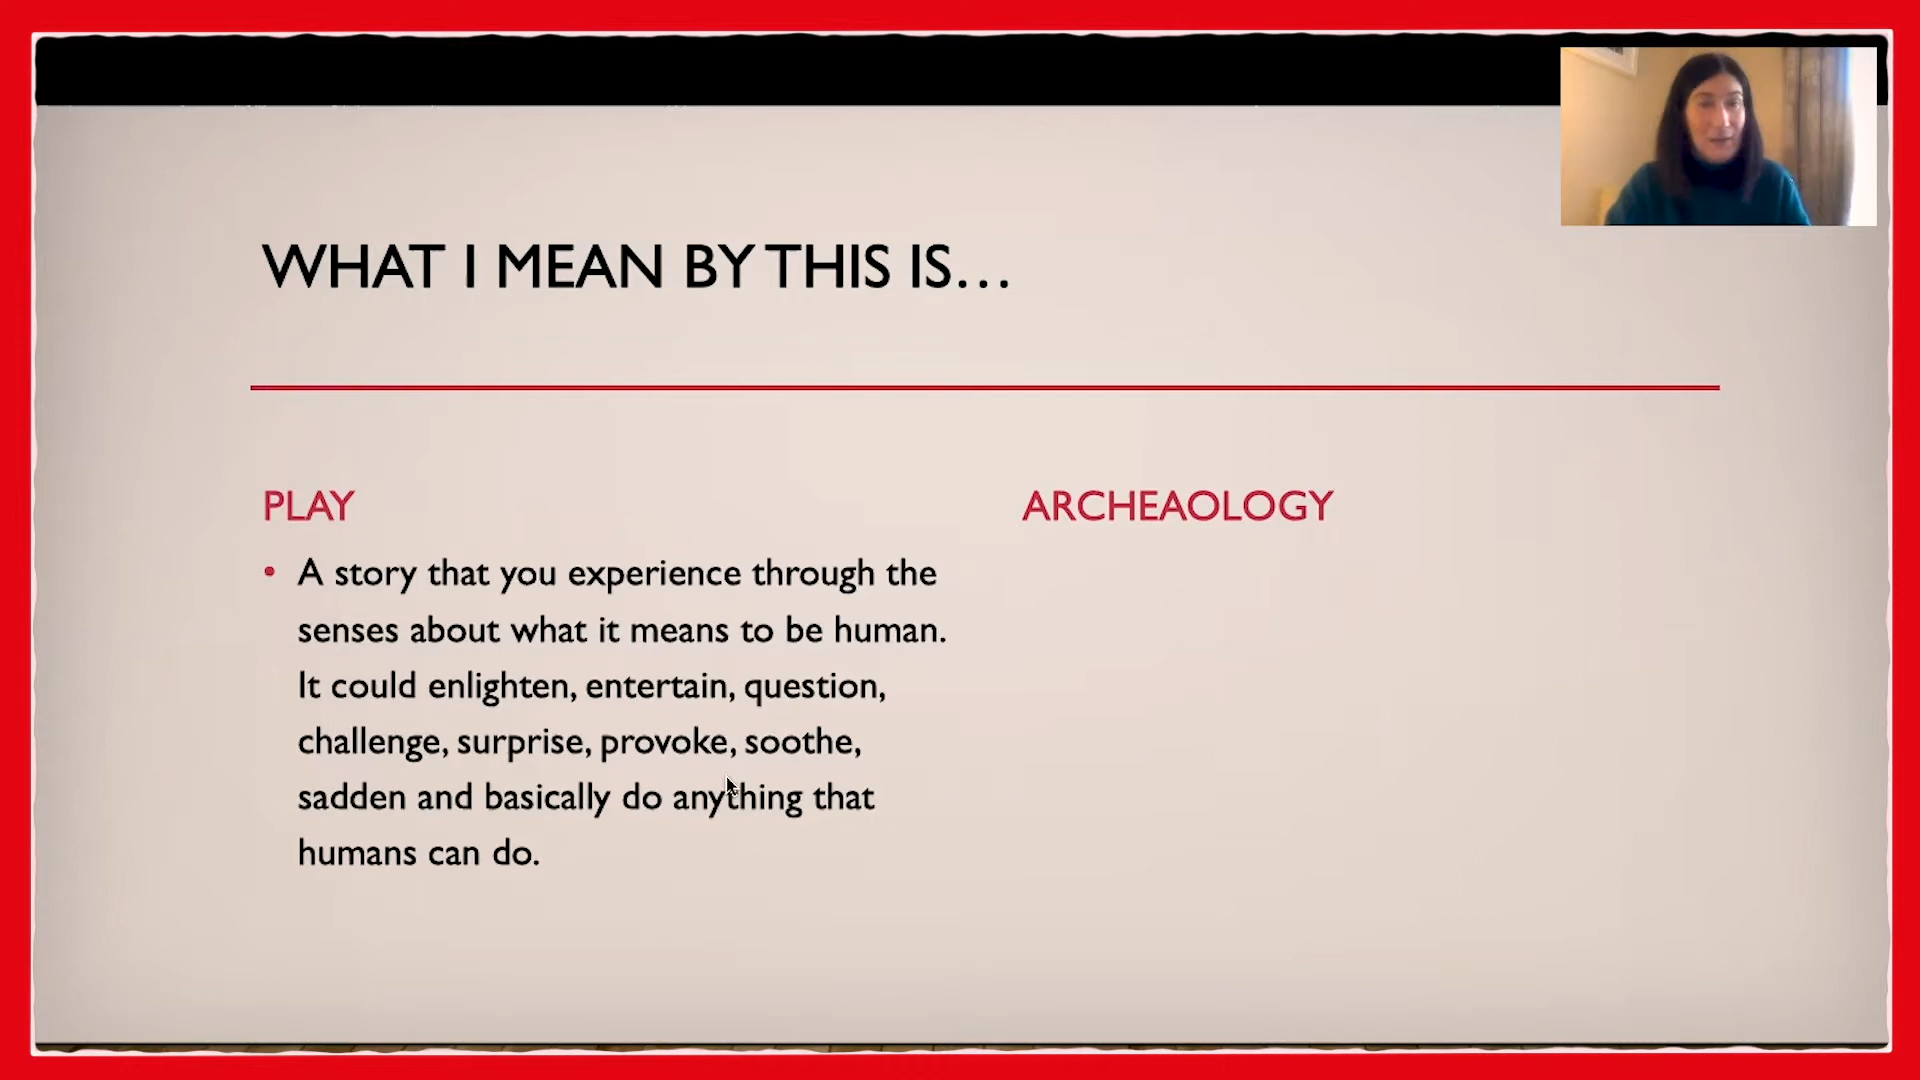 WHAT I MEAN BY THIS IS...
PLAY
• A story that you experience through the
senses about what it means to be human.
It could enlighten, entertain, question,
challenge, surprise, provoke, soothe,
sadden and basically do anything that
humans can do.
ARCHEAOLOGY